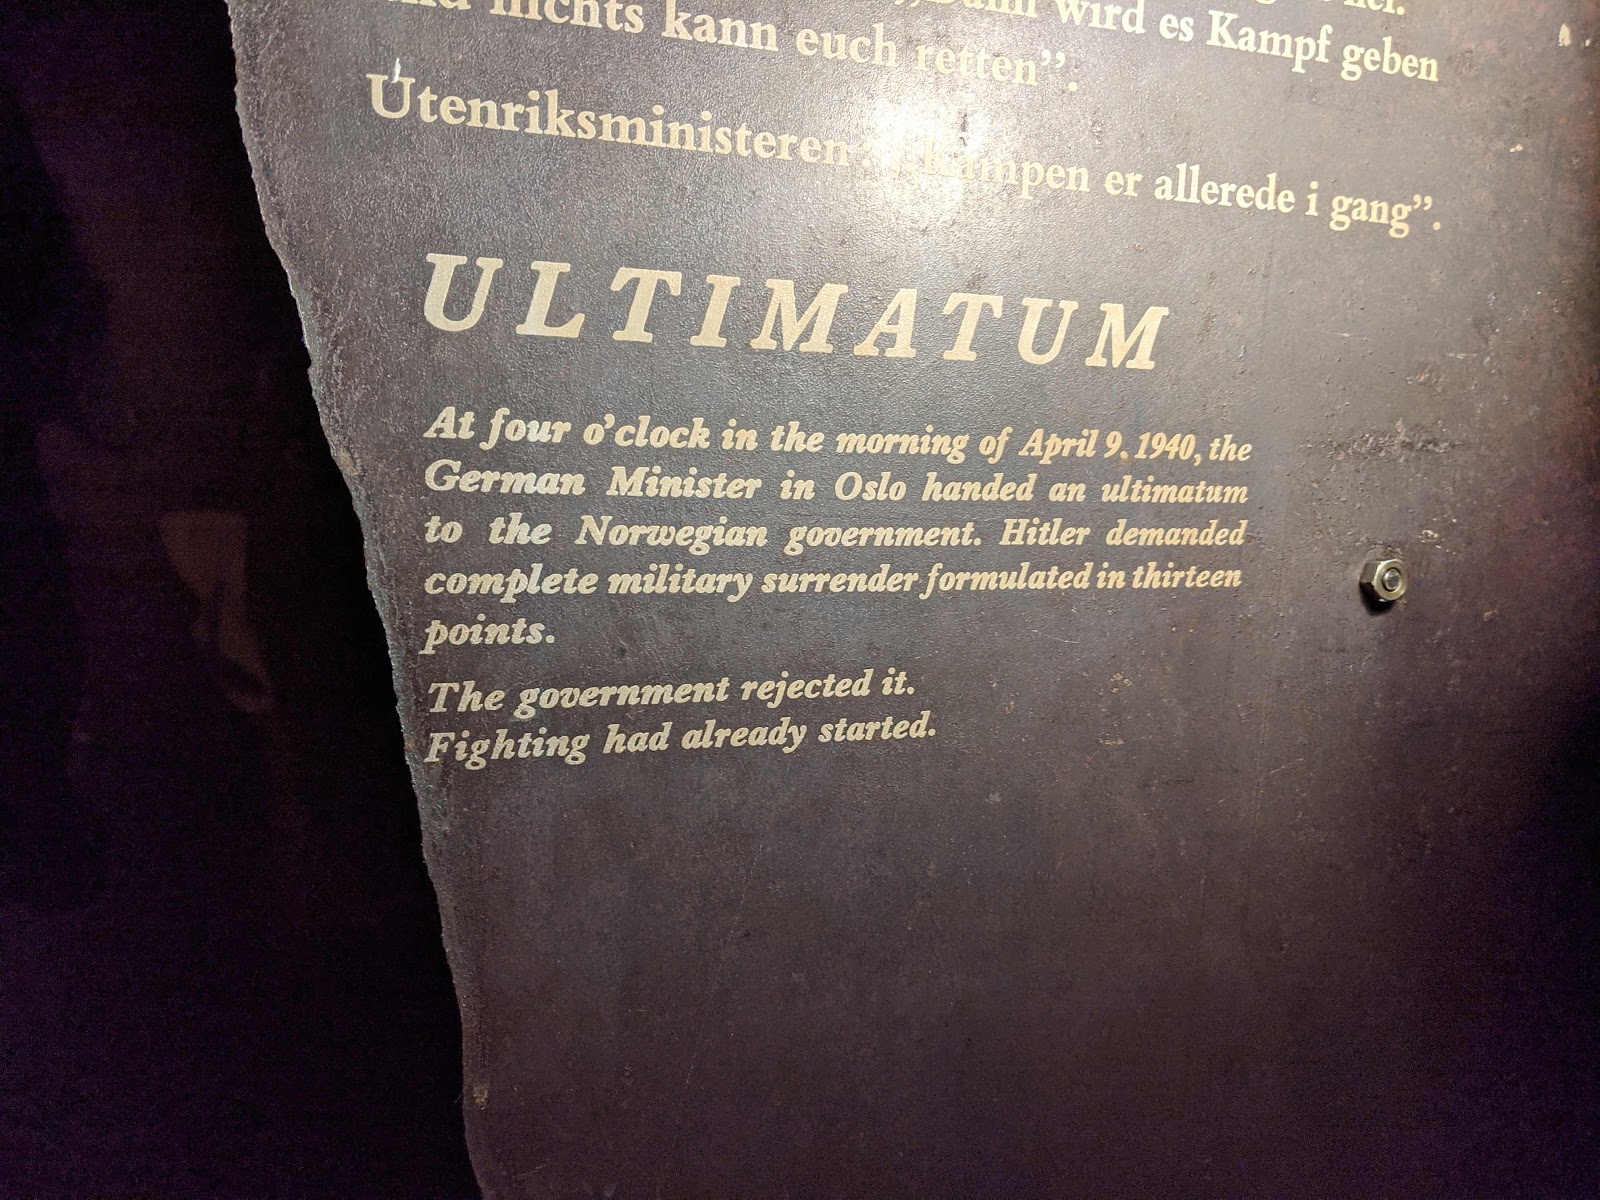 „Dann wird es Kampf geben
nichts kann euch retten”.
Utenriksministeren: „Kampen er allerede i gang”.
ULTIMATUM
At four o’clock in the morning of April 9, 1940, the
German Minister in Oslo handed an ultimatum
to the Norwegian government. Hitler demanded
complete military surrender formulated in thirteen
points.
The government rejected it.
Fighting had already started.